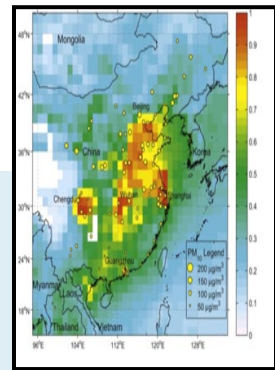 48°N
Mongolia
42°N
Beijing
36°N
China
Korea
Chengdu
Wuhan
Shanghai
30°N
Guangzhou
24°N
Myanmar
Laos
18°N
Thailand
Vietnam
96°E 104°E 112°E 120°E 128°E
PM10 Legend
200 μg/m³
150 μg/m³
100 μg/m³
50 μg/m³
1
0.9
0.8
0.7
0.6
0.5
0.4
0.3
0.2
0.1
0